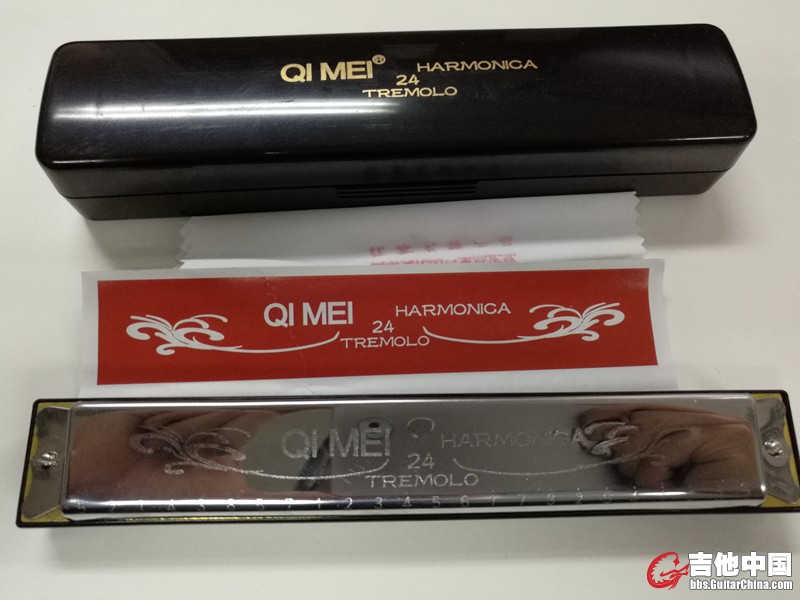 QI MEI® HARMONICA
24
TREMOLO
QI MEI HARMONICA
24
TREMOLO
QI MEI HARMONICA
24
TREMOLO
吉他中国
bbs.GuitarChina.com